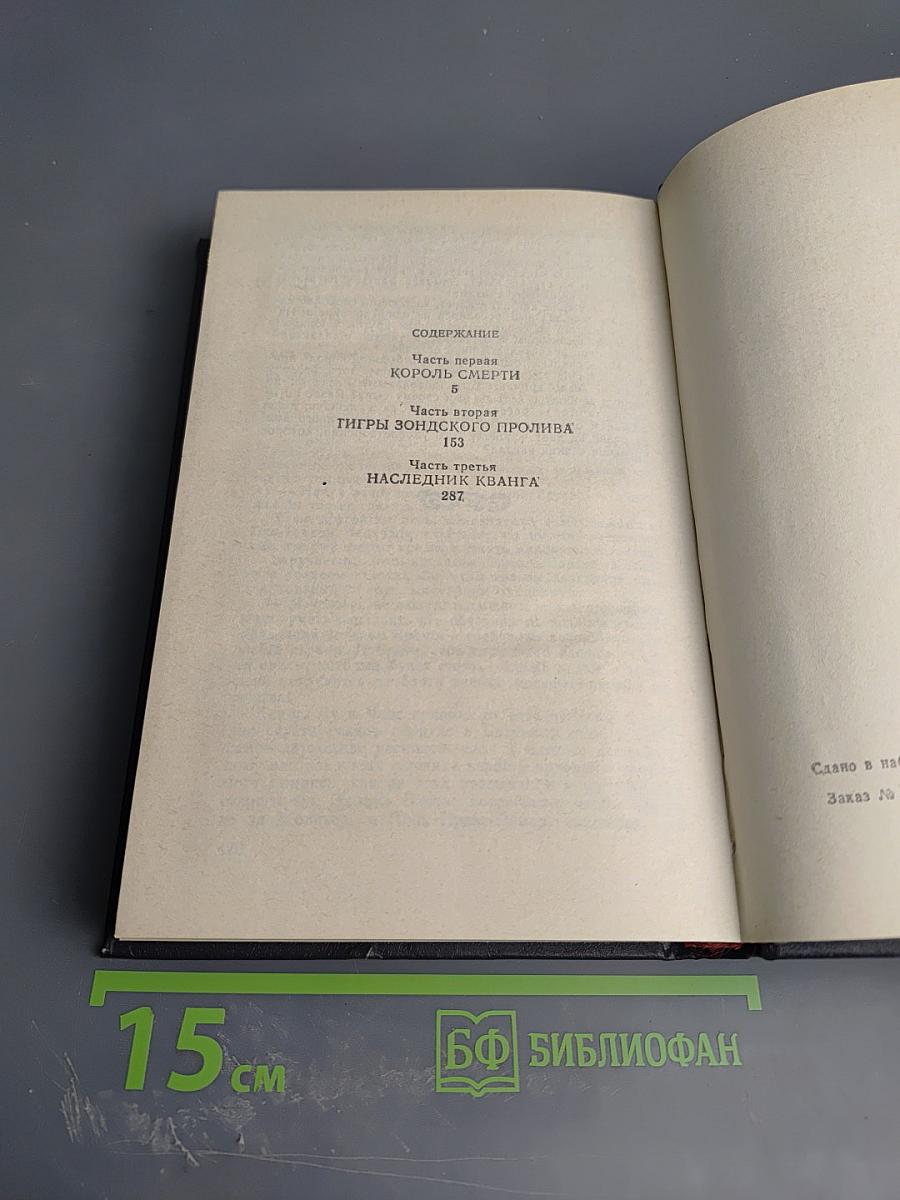 СОДЕРЖАНИЕ
Часть первая
КОРОЛЬ СМЕРТИ
5
Часть вторая
ТИГРЫ ЗОНДСКОГО ПРОЛИВА
153
Часть третья
НАСЛЕДНИК КВАНГА
287
Сдано в наб
Заказ №
15 см
БФ БИБЛИОФАН